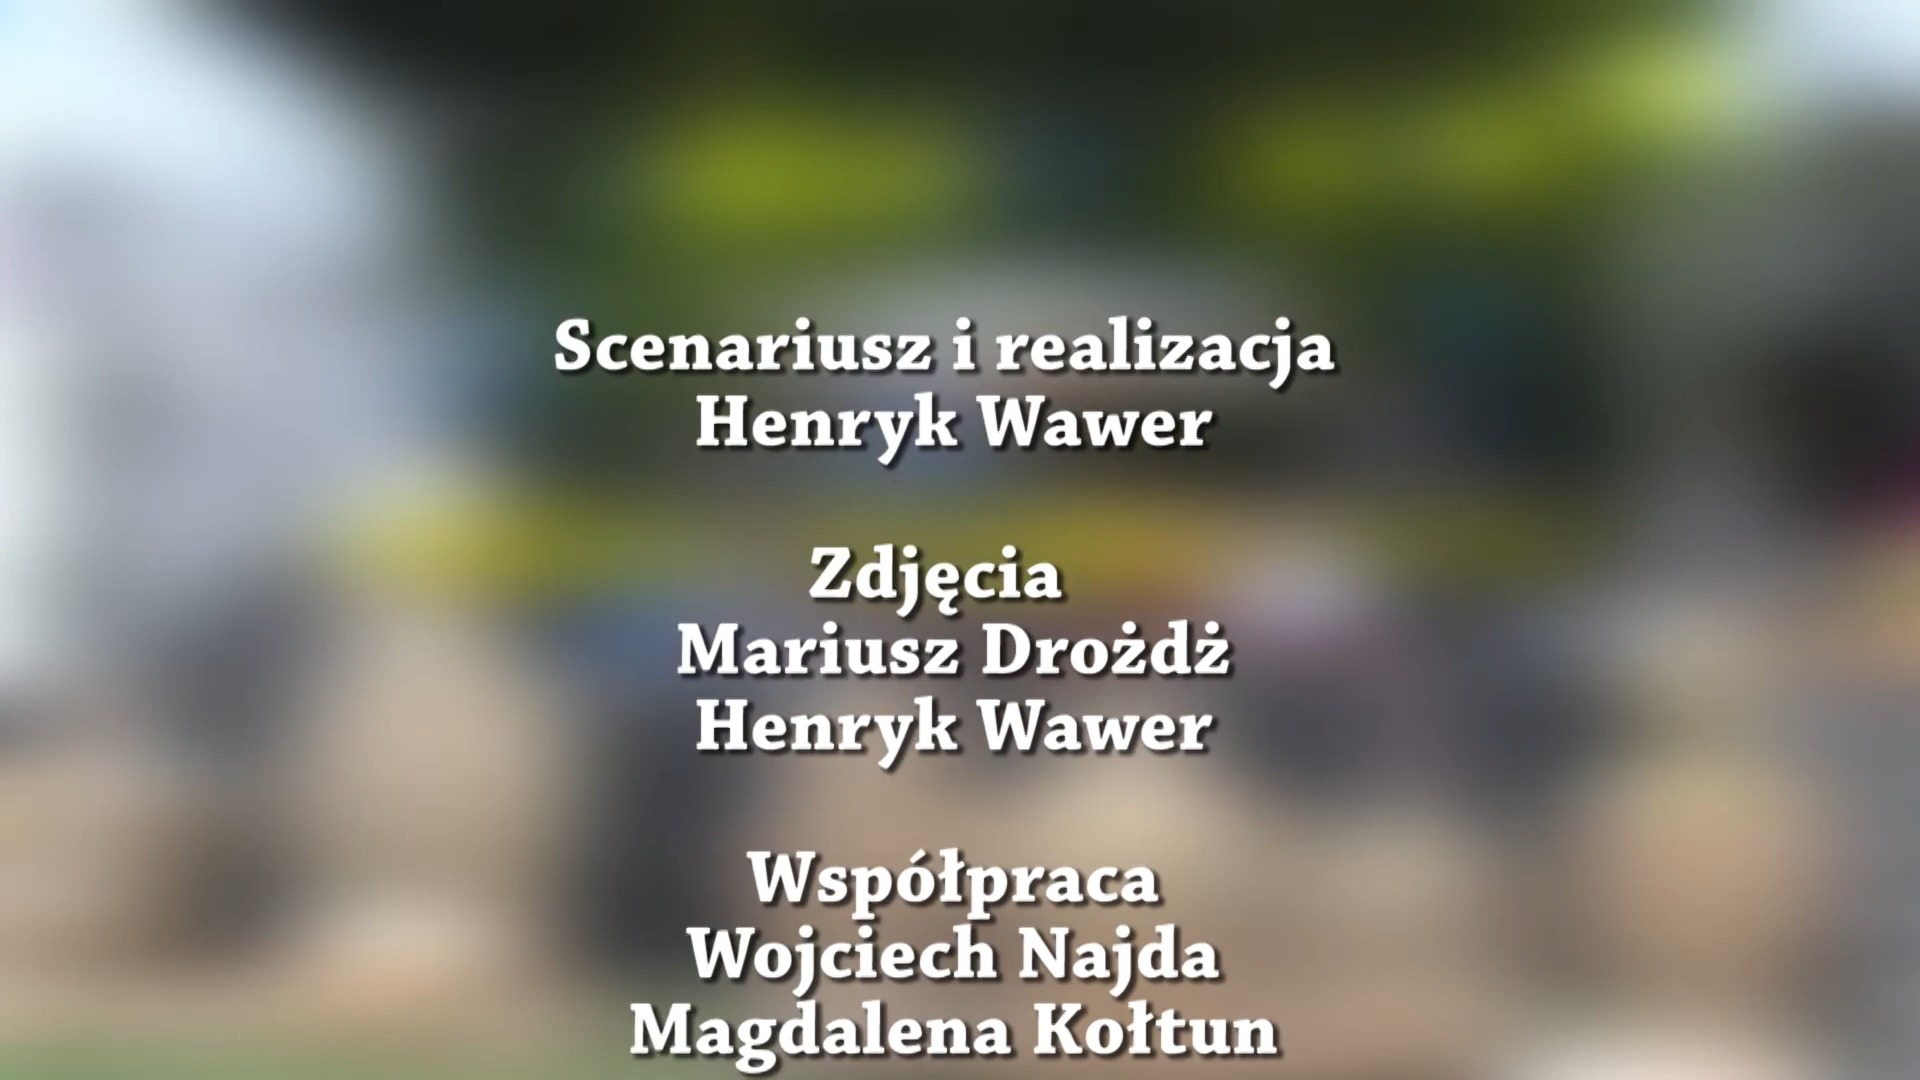 Scenariusz i realizacja
Henryk Wawer
Zdjęcia
Mariusz Drożdż
Henryk Wawer
Współpraca
Wojciech Najda
Magdalena Kołtun